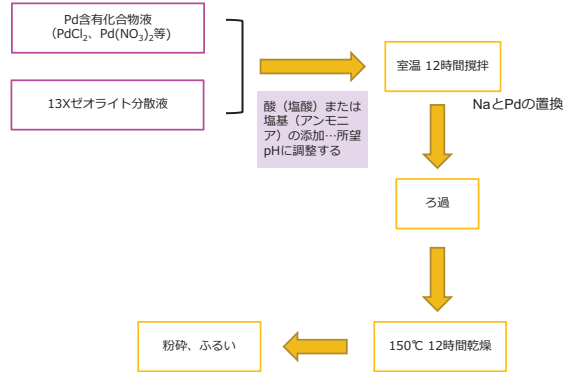 Pd含有化合物液
（PdCl₂、Pd(NO₃)₂等）
13Xゼオライト分散液
酸（塩酸）または
塩基（アンモニ
ア）の添加…所望
pHに調整する
室温 12時間撹拌
NaとPdの置換
ろ過
150℃ 12時間乾燥
粉砕、ふるい